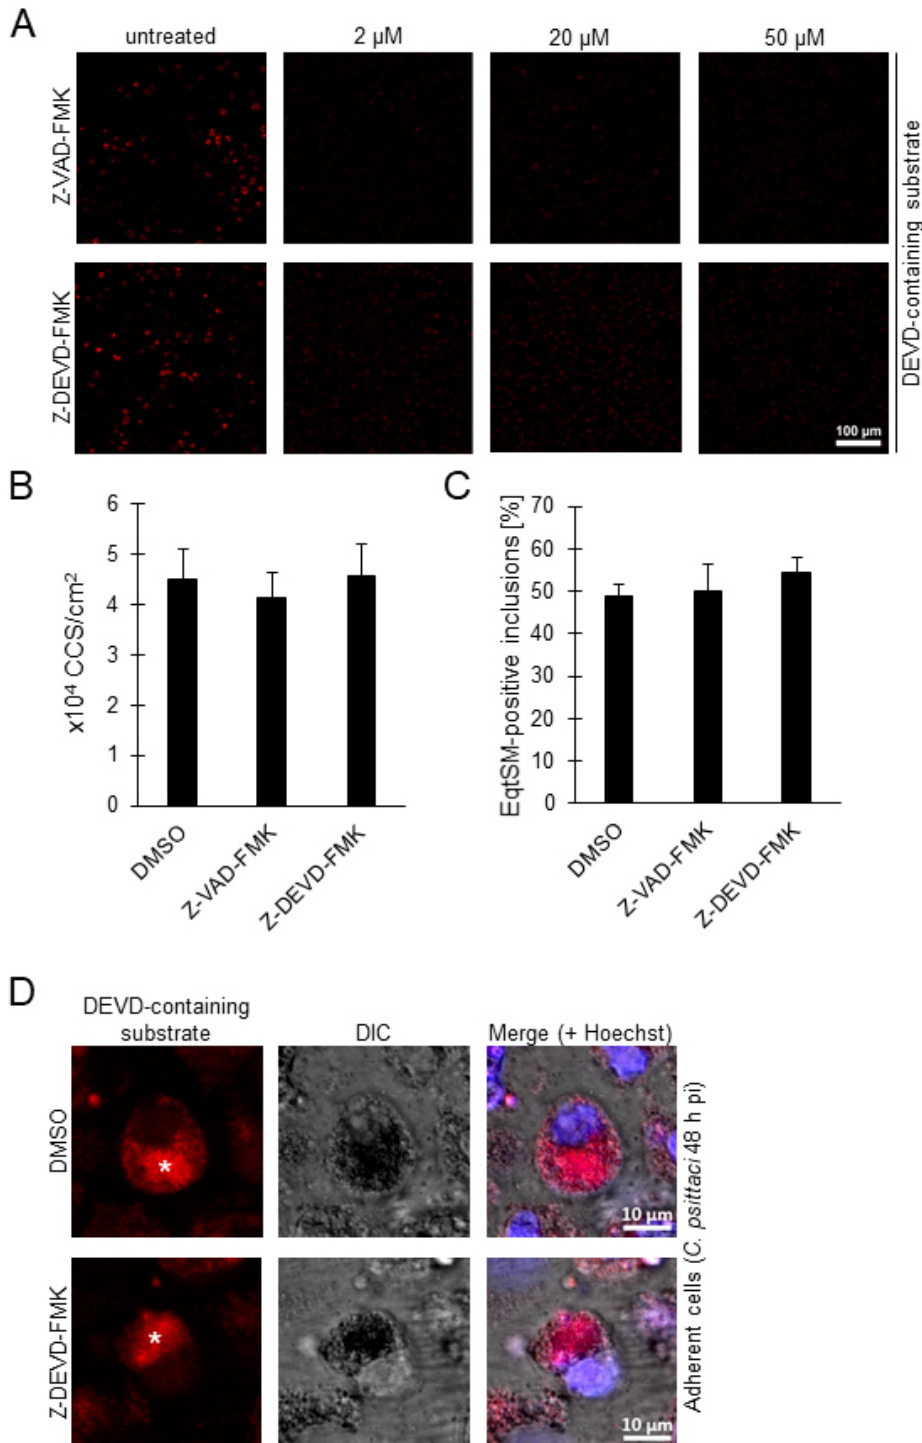 A
untreated
2 µM
20 µM
50 µM
Z-VAD-FMK
Z-DEVD-FMK
DEVD-containing substrate
100 µm
B
x10⁴ CCS/cm²
6
5
4
3
2
1
0
DMSO
Z-VAD-FMK
Z-DEVD-FMK
C
EqtSM-positive inclusions [%]
70
60
50
40
30
20
10
0
DMSO
Z-VAD-FMK
Z-DEVD-FMK
D
DEVD-containing
substrate
DIC
Merge (+ Hoechst)
DMSO
*
10 µm
Z-DEVD-FMK
*
10 µm
Adherent cells (C. psittaci 48 h pi)